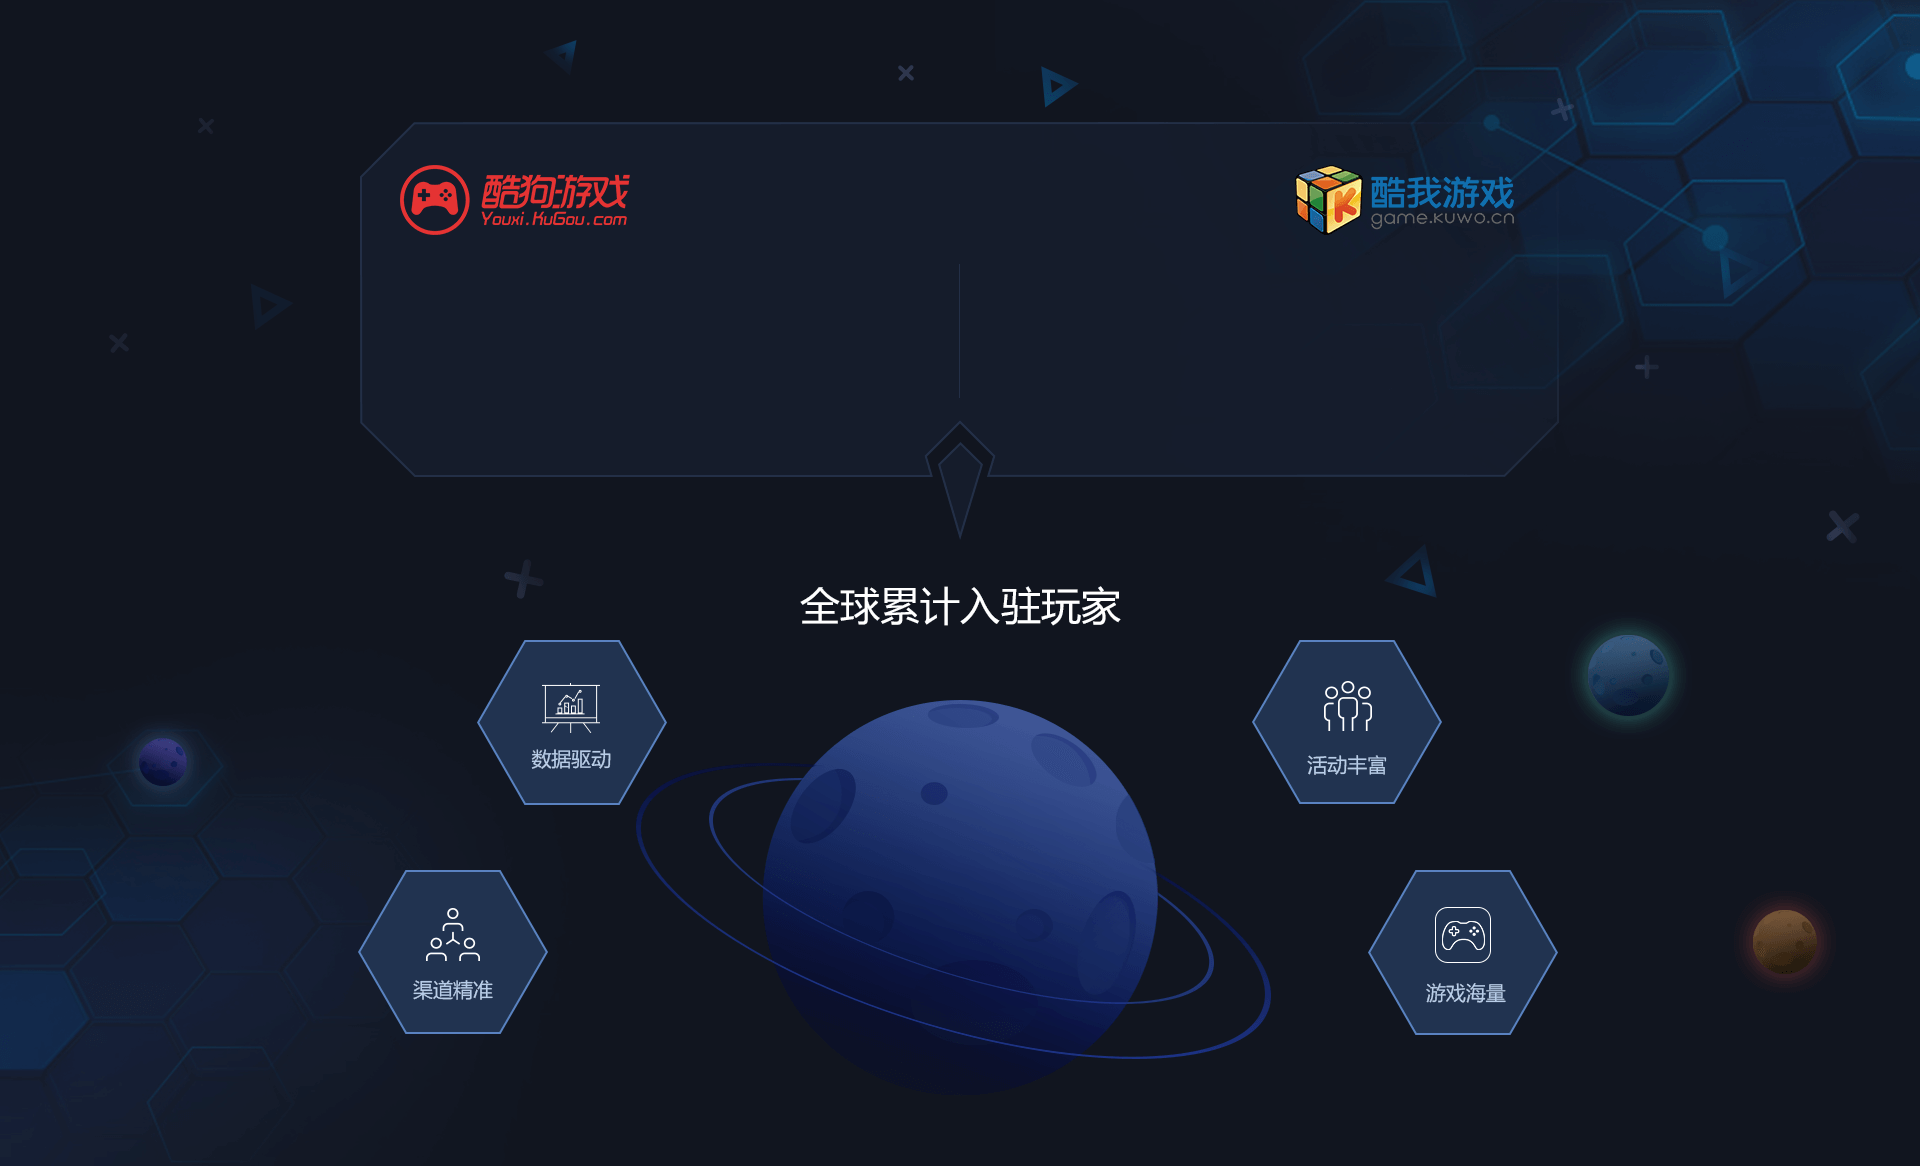 酷狗游戏
Youxi.KuGou.com
酷我游戏
game.kuwo.cn
全球累计入驻玩家
数据驱动
活动丰富
渠道精准
游戏海量